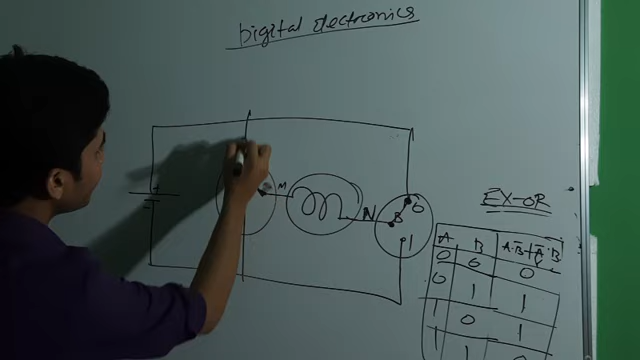 Digital electronics
+
M
N
B
0
1
EX-OR
A B A.B̅+A̅.B
0 0 0
0 1 1
1 0 1
1 1 0